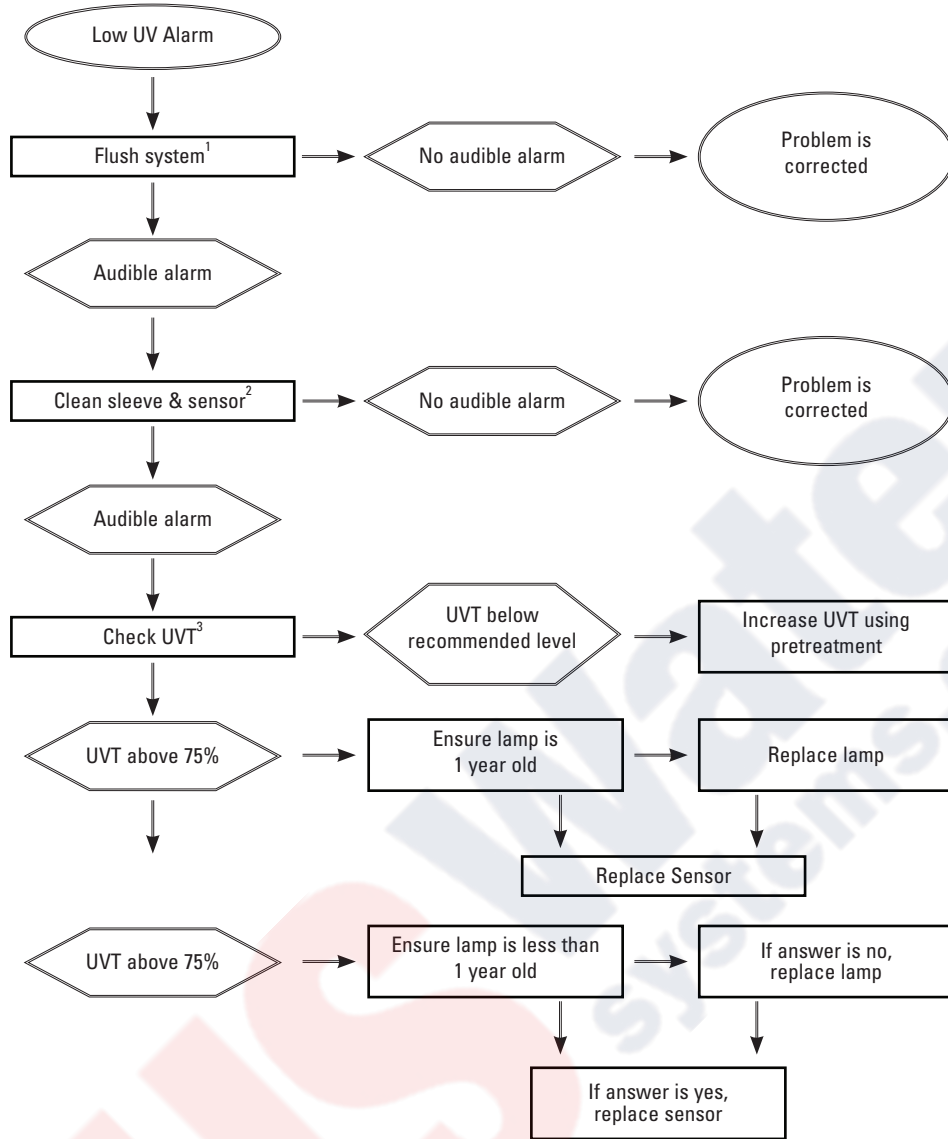 Low UV Alarm
Flush system¹
No audible alarm
Problem is
corrected
Audible alarm
Clean sleeve & sensor²
No audible alarm
Problem is
corrected
Audible alarm
Check UVT³
UVT below
recommended level
Increase UVT using
pretreatment
UVT above 75%
Ensure lamp is
1 year old
Replace lamp
Replace Sensor
UVT above 75%
Ensure lamp is less than
1 year old
If answer is no,
replace lamp
If answer is yes,
replace sensor
us water
systems